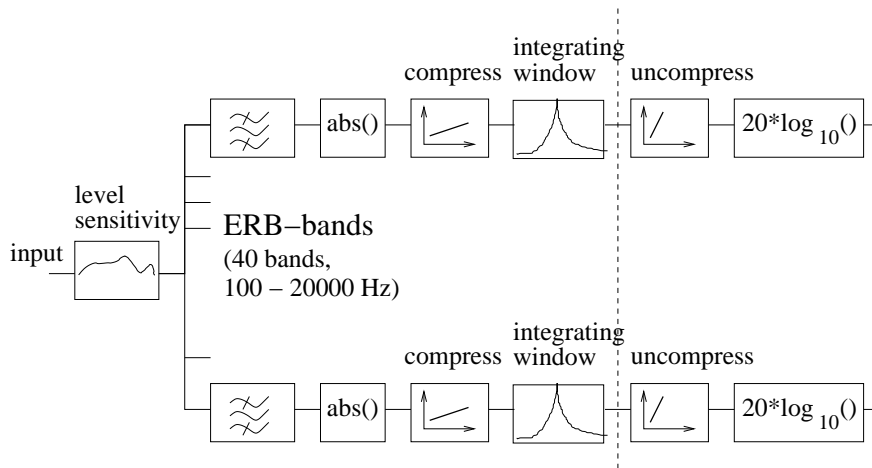 integrating
compress window uncompress
abs() 20*log 10()
level
sensitivity
ERB−bands
input
(40 bands,
100 − 20000 Hz)
integrating
compress window uncompress
abs() 20*log 10()